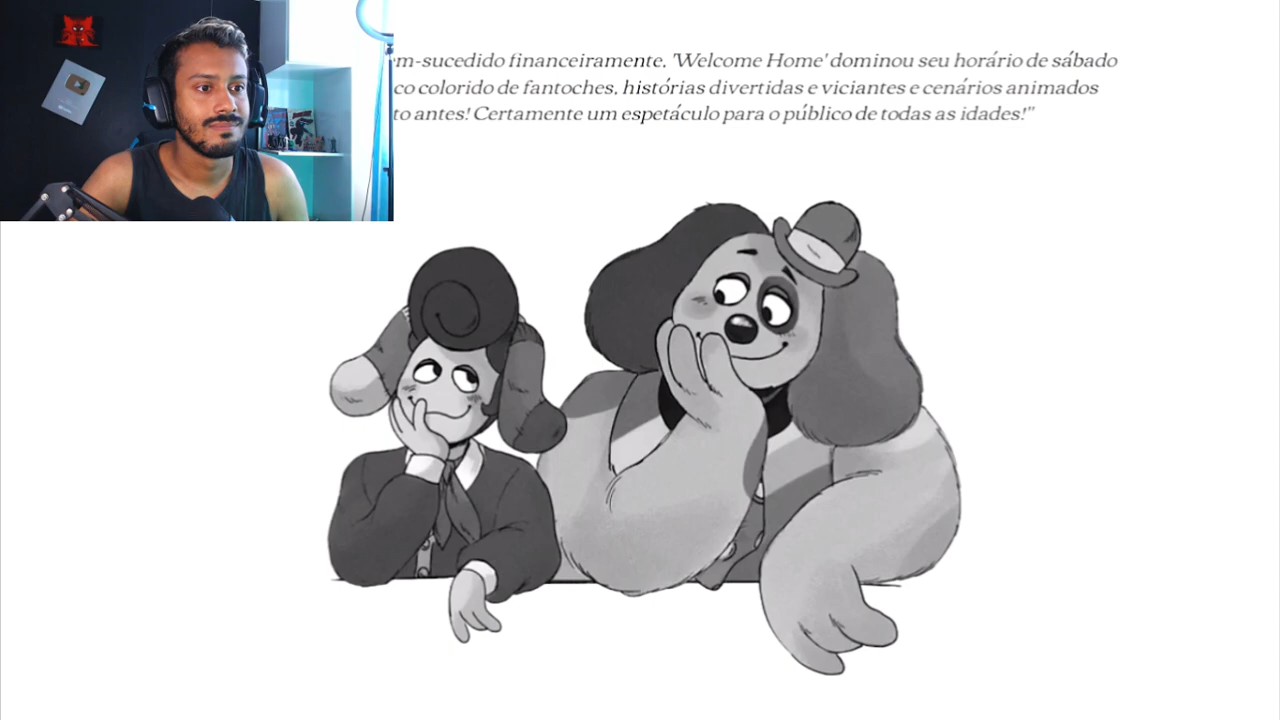 m-sucedido financeiramente, 'Welcome Home' dominou seu horário de sábado
co colorido de fantoches, histórias divertidas e viciantes e cenários animados
to antes! Certamente um espetáculo para o público de todas as idades!"